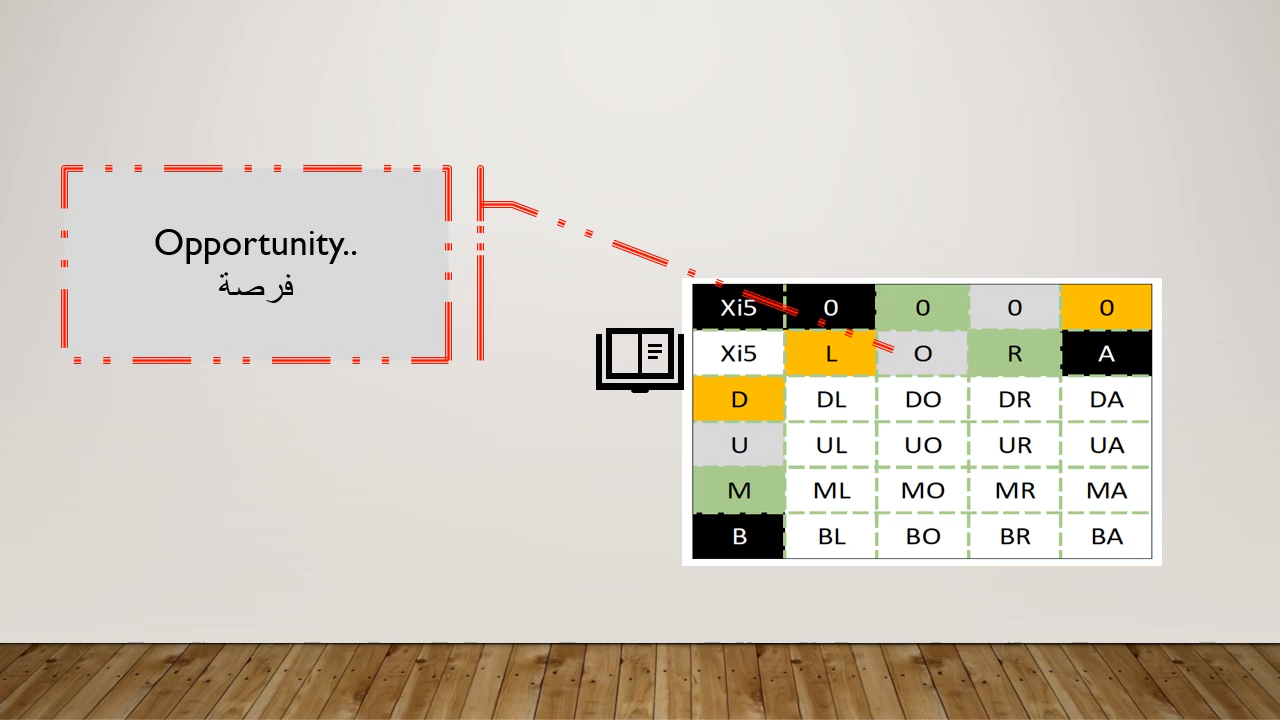 Opportunity..
فرصة
Xi5 0 0 0 0
Xi5 L O R A
D DL DO DR DA
U UL UO UR UA
M ML MO MR MA
B BL BO BR BA